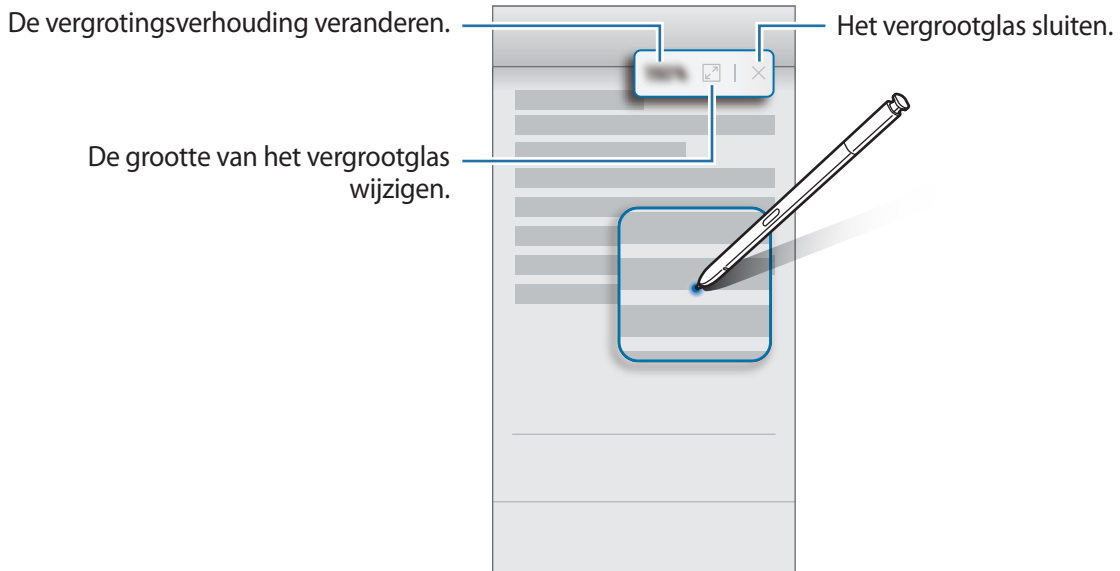 De vergrotingsverhouding veranderen.
Het vergrootglas sluiten.
De grootte van het vergrootglas
wijzigen.